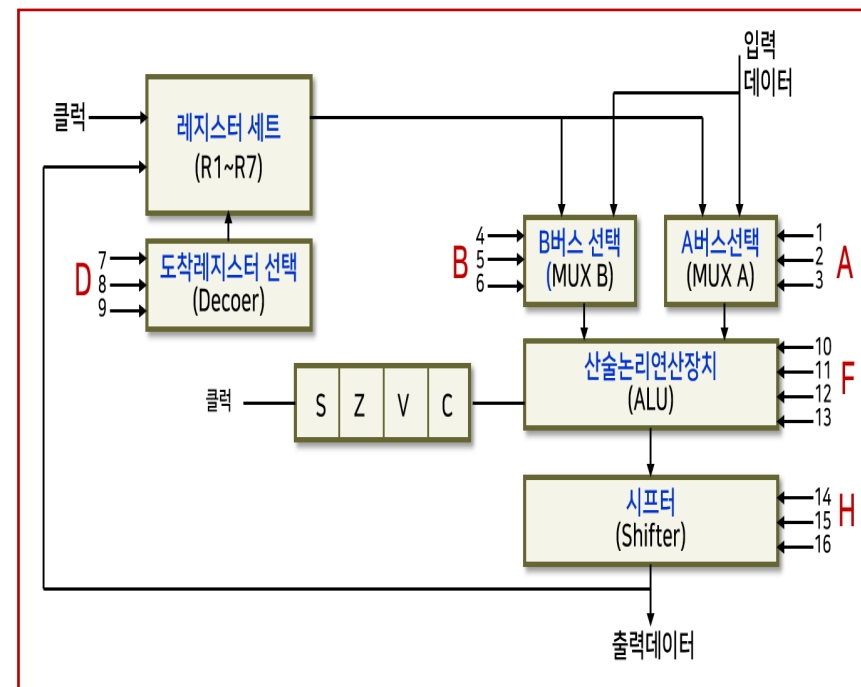 입력
데이터
클럭
레지스터 세트
(R1~R7)
B
4
5
6
B버스 선택
(MUX B)
A버스선택
(MUX A)
1
2
3
A
D
7
8
9
도착레지스터 선택
(Decoer)
산술논리연산장치
(ALU)
10
11
12
13
F
클럭
S Z V C
시프터
(Shifter)
14
15
16
H
출력데이터